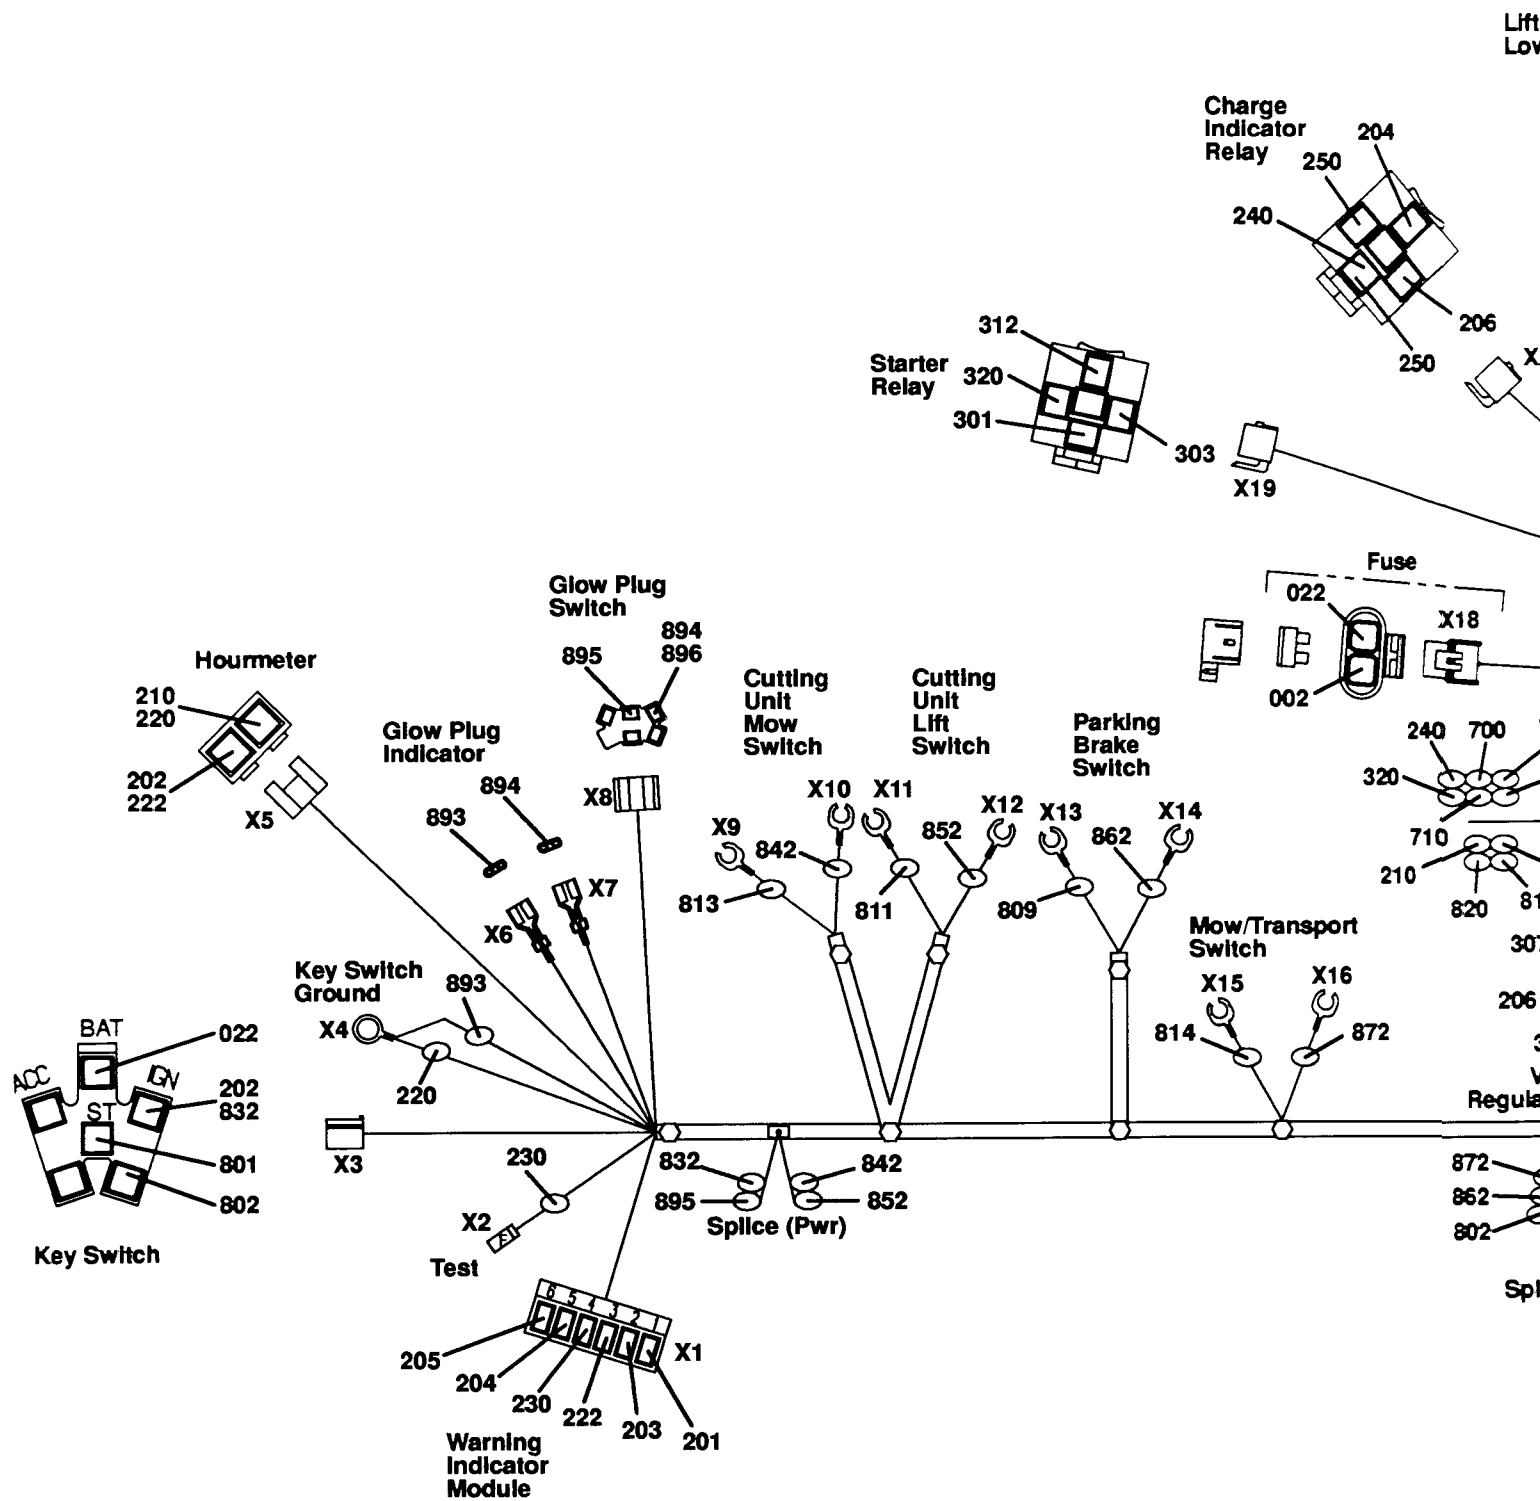 Lift
Charge
Indicator
Relay
204
250
240
206
250
312
Starter
Relay
320
301
303
X19
Fuse
022
X18
002
Glow Plug
Switch
894
895
896
Hourmeter
210
220
202
222
X5
Glow Plug
Indicator
894
893
X8
X7
X6
Cutting
Unit
Mow
Switch
Cutting
Unit
Lift
Switch
Parking
Brake
Switch
X9
X10
X11
X12
X13
X14
842
852
862
813
811
809
240
700
320
710
210
820
206
Mow/Transport
Switch
X15
X16
814
872
Key Switch
Ground
893
X4
220
BAT
022
ACC
IGN
202
832
ST
801
802
Key Switch
X3
230
X2
Test
832
842
895
852
Splice (Pwr)
872
862
802
6 5 4 3 2 1
X1
205
204
230
222
203
201
Warning
Indicator
Module